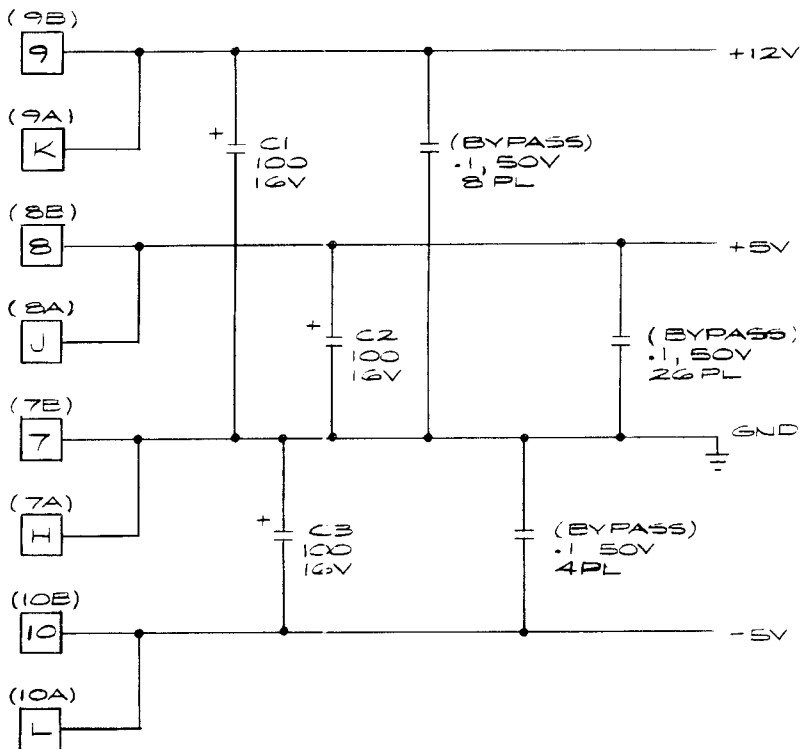 (9B)
9
+12V
(9A)
K
+
C1
100
16V
(BYPASS)
.1, 50V
8 PL
(8B)
8
+5V
(8A)
J
+
C2
100
16V
(BYPASS)
.1, 50V
26 PL
(7B)
7
GND
(7A)
H
+
C3
100
16V
(BYPASS)
.1 50V
4PL
(10B)
10
-5V
(10A)
L